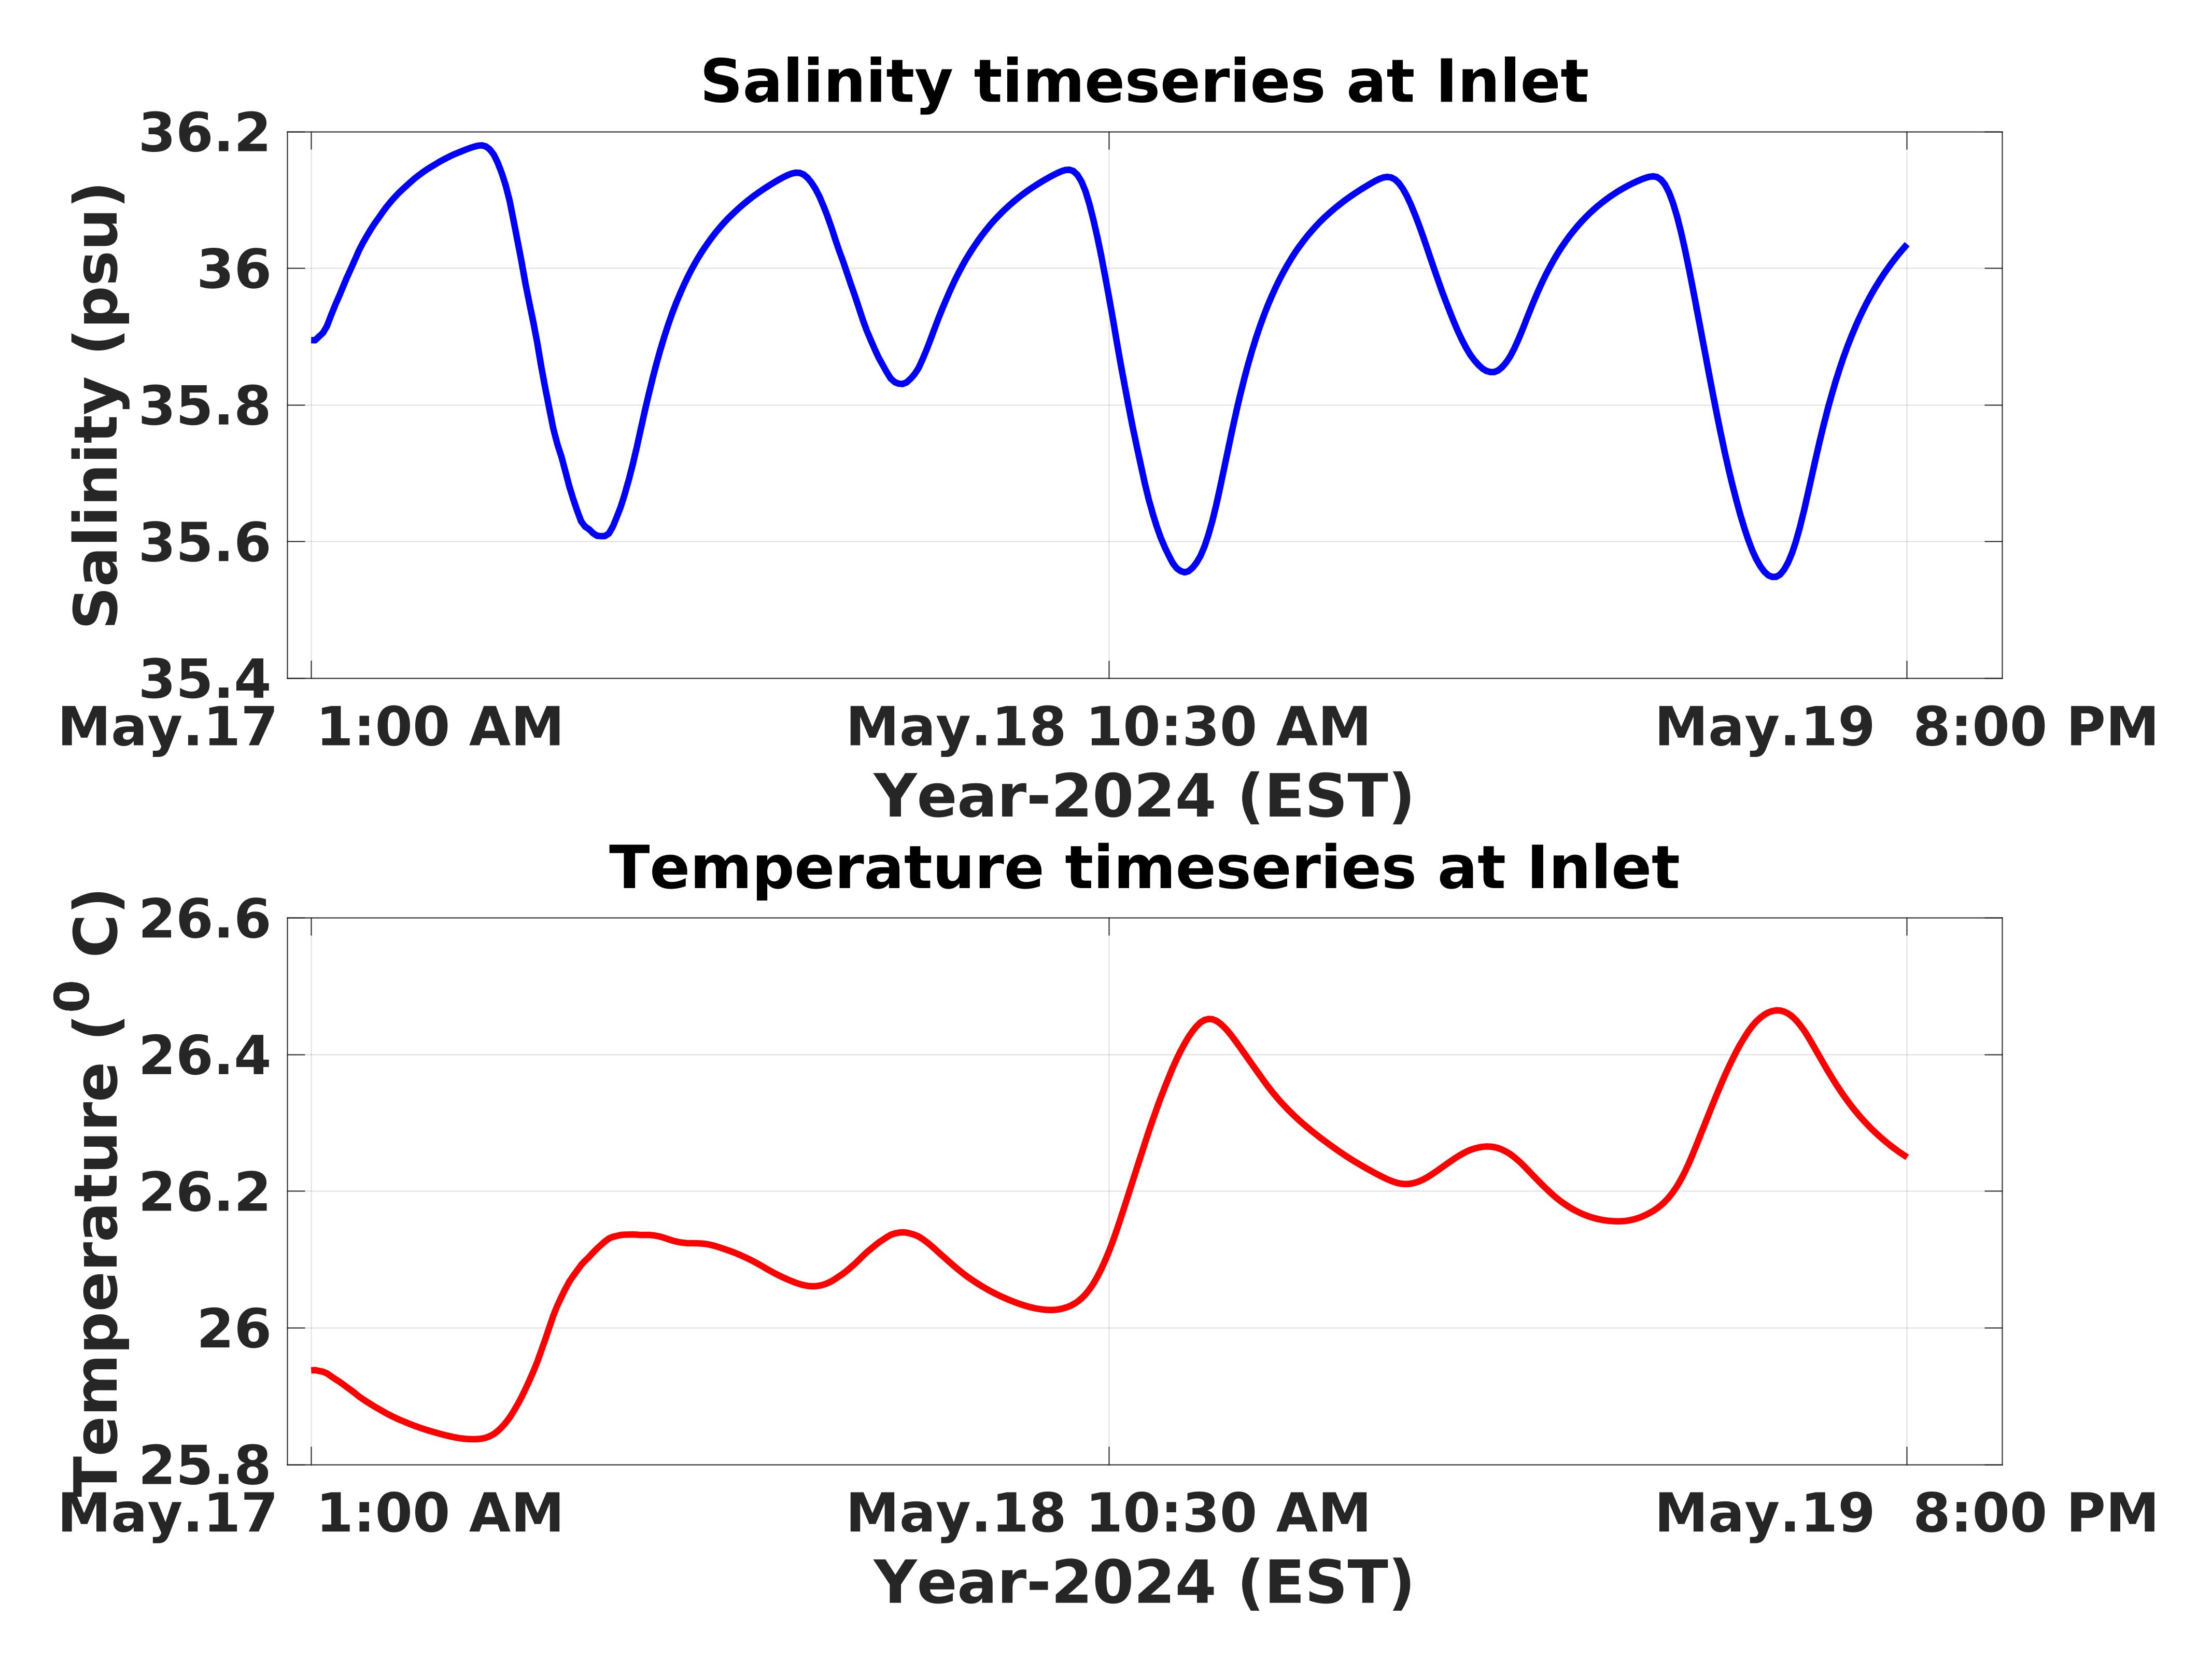 Salinity timeseries at Inlet
Salinity (psu)
36.2
36
35.8
35.6
35.4
May.17  1:00 AM
May.18 10:30 AM
May.19  8:00 PM
Year-2024 (EST)
Temperature timeseries at Inlet
Temperature (⁰ C)
26.6
26.4
26.2
26
25.8
May.17  1:00 AM
May.18 10:30 AM
May.19  8:00 PM
Year-2024 (EST)